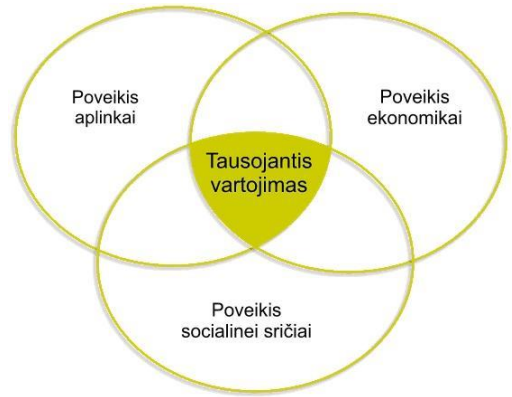 Poveikis
aplinkai
Poveikis
ekonomikai
Tausojantis
vartojimas
Poveikis
socialinei sričiai